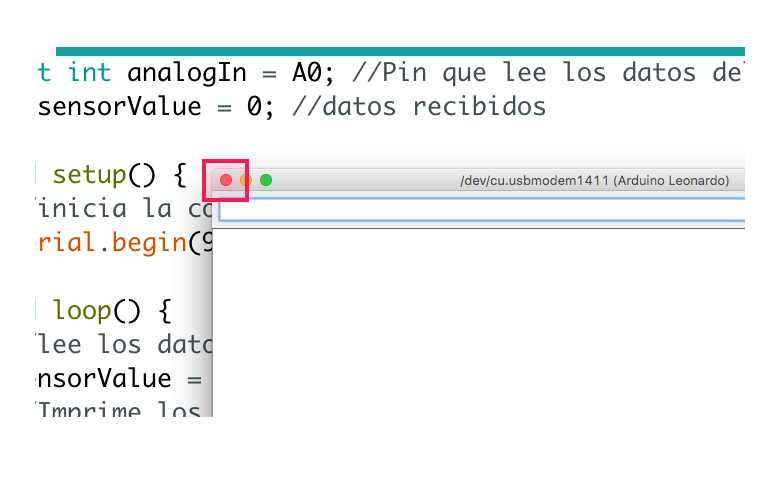 t int analogIn = A0; //Pin que lee los datos del
sensorValue = 0; //datos recibidos
setup() {
/dev/cu.usbmodem1411 (Arduino Leonardo)
/inicia la co
rial.begin(9
loop() {
/lee los dato
nsorValue =
/Imprime los